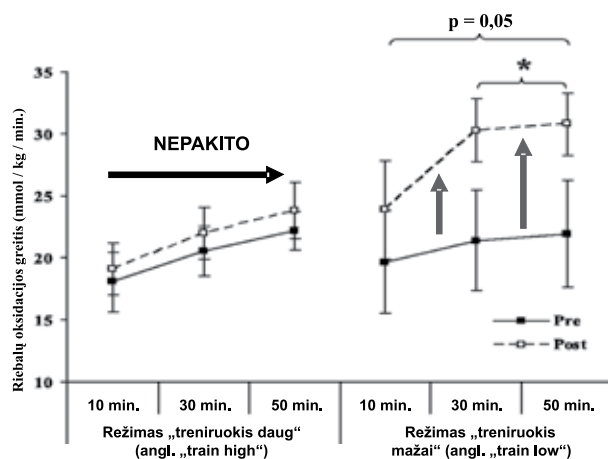 p = 0,05
*
35
30
25
20
15
10
Riebalų oksidacijos greitis (mmol / kg / min.)
NEPAKITO
Pre
Post
10 min. 30 min. 50 min. 10 min. 30 min. 50 min.
Režimas „treniruokis daug“
(angl. „train high“)
Režimas „treniruokis
mažai“ (angl. „train low“)